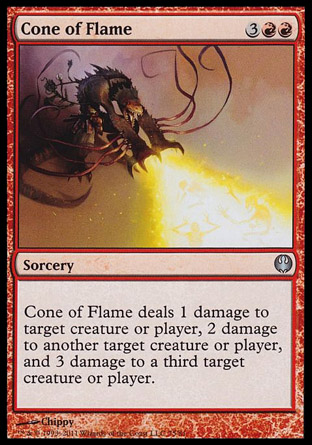 Cone of Flame 3
Sorcery
Cone of Flame deals 1 damage to
target creature or player, 2 damage
to another target creature or player,
and 3 damage to a third target
creature or player.
Chippy